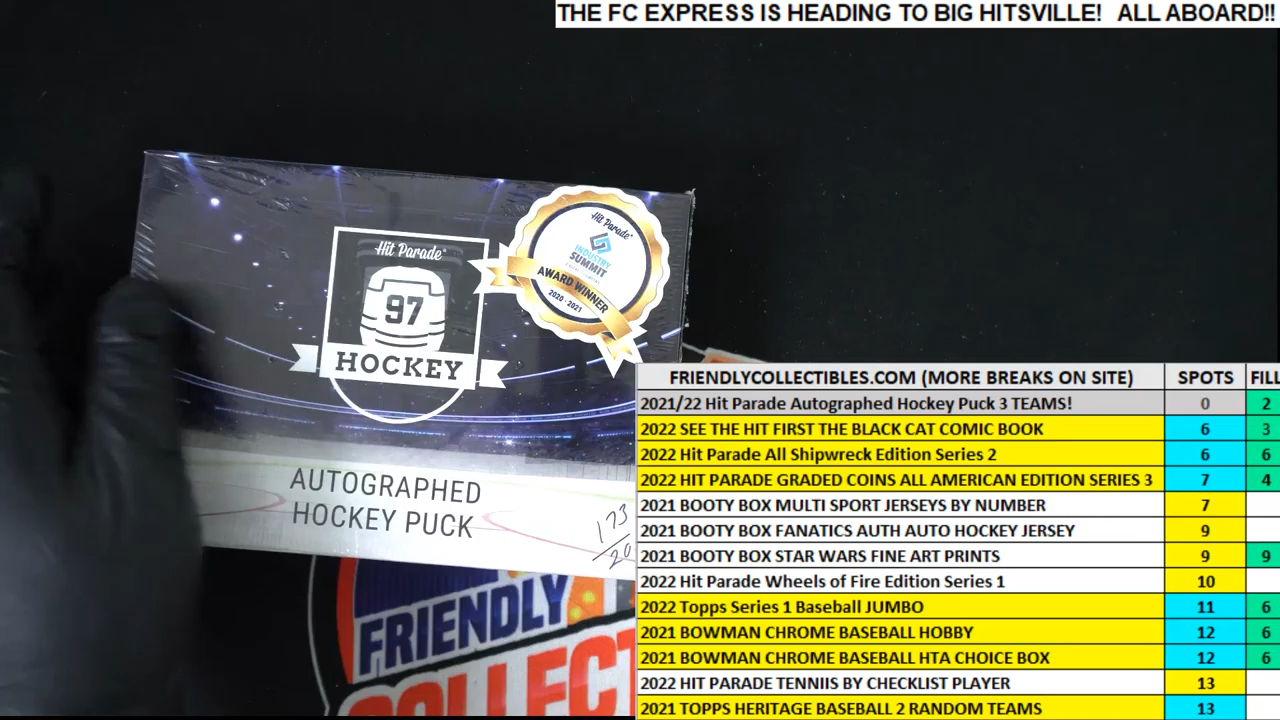 THE FC EXPRESS IS HEADING TO BIG HITSVILLE! ALL ABOARD!!
Hit Parade
97
HOCKEY
Hit Parade
INDUSTRY
SUMMIT
AWARD WINNER
2020 - 2021
AUTOGRAPHED
HOCKEY PUCK
173
20
FRIENDLY
COLLECT
FRIENDLYCOLLECTIBLES.COM (MORE BREAKS ON SITE) SPOTS FILL
2021/22 Hit Parade Autographed Hockey Puck 3 TEAMS! 0 2
2022 SEE THE HIT FIRST THE BLACK CAT COMIC BOOK 6 3
2022 Hit Parade All Shipwreck Edition Series 2 6 6
2022 HIT PARADE GRADED COINS ALL AMERICAN EDITION SERIES 3 7 4
2021 BOOTY BOX MULTI SPORT JERSEYS BY NUMBER 7
2021 BOOTY BOX FANATICS AUTH AUTO HOCKEY JERSEY 9
2021 BOOTY BOX STAR WARS FINE ART PRINTS 9 9
2022 Hit Parade Wheels of Fire Edition Series 1 10
2022 Topps Series 1 Baseball JUMBO 11 6
2021 BOWMAN CHROME BASEBALL HOBBY 12 6
2021 BOWMAN CHROME BASEBALL HTA CHOICE BOX 12 6
2022 HIT PARADE TENNIIS BY CHECKLIST PLAYER 13
2021 TOPPS HERITAGE BASEBALL 2 RANDOM TEAMS 13